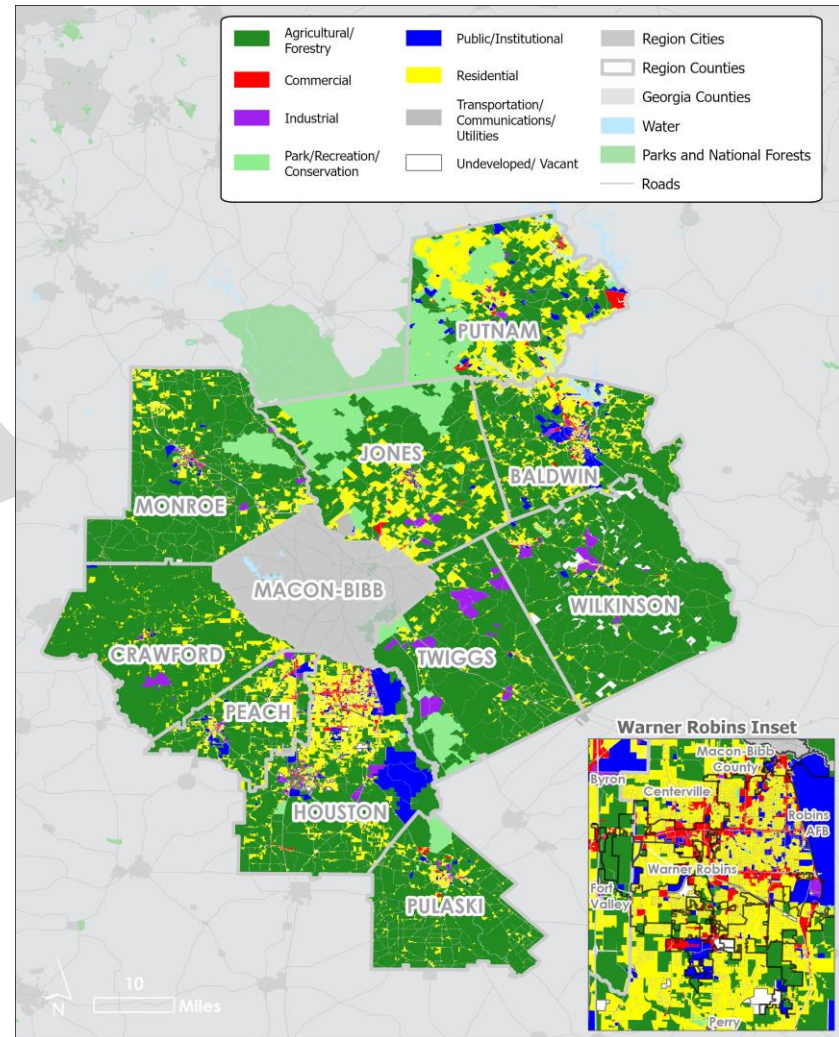 Agricultural/
Forestry
Commercial
Industrial
Park/Recreation/
Conservation
Public/Institutional
Residential
Transportation/
Communications/
Utilities
Undeveloped/ Vacant
Region Cities
Region Counties
Georgia Counties
Water
Parks and National Forests
Roads
PUTNAM
JONES
BALDWIN
MONROE
MACON-BIBB
WILKINSON
CRAWFORD
TWIGGS
PEACH
HOUSTON
PULASKI
Warner Robins Inset
Macon-Bibb
County
Byron
Centerville
Robins
AFB
Warner Robins
Fort
Valley
Perry
N
10
Miles